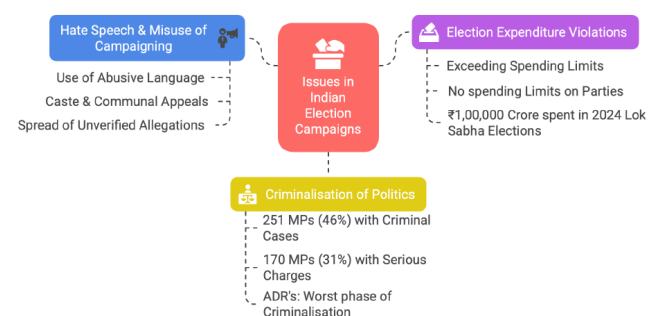 Hate Speech & Misuse of
Campaigning
Use of Abusive Language
Caste & Communal Appeals
Spread of Unverified Allegations
Issues in
Indian
Election
Campaigns
Election Expenditure Violations
Exceeding Spending Limits
No spending Limits on Parties
₹1,00,000 Crore spent in 2024 Lok
Sabha Elections
Criminalisation of Politics
251 MPs (46%) with Criminal
Cases
170 MPs (31%) with Serious
Charges
ADR's: Worst phase of
Criminalisation